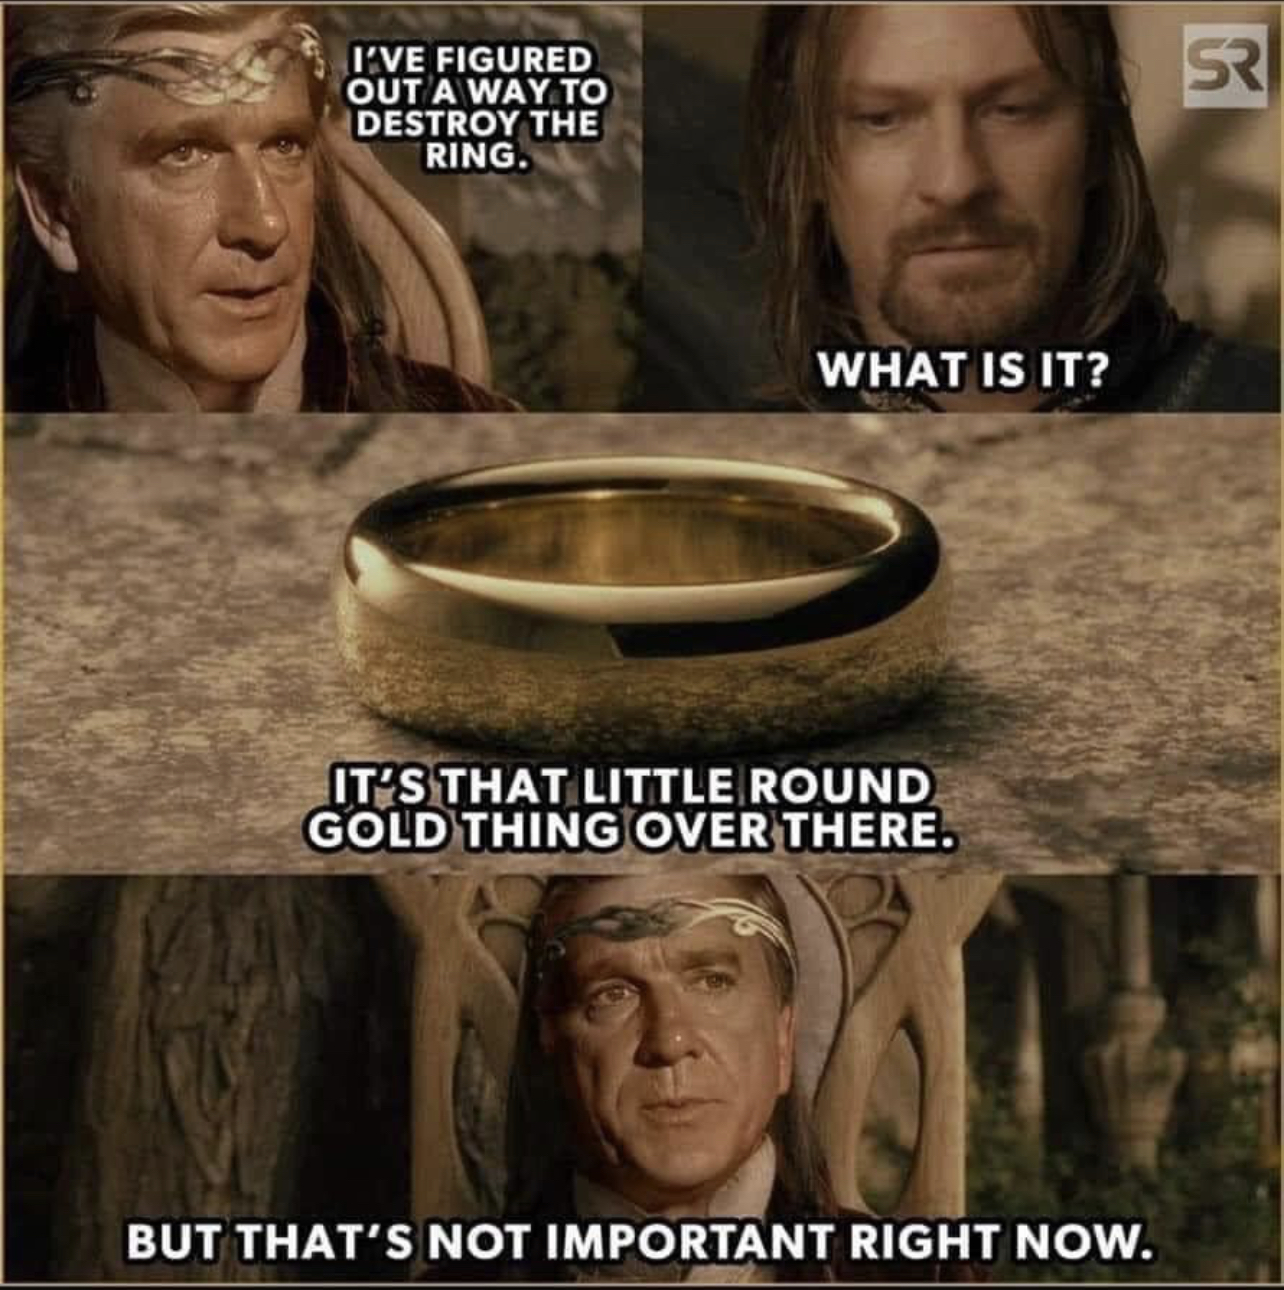 I'VE FIGURED
OUT A WAY TO
DESTROY THE
RING.
SR
WHAT IS IT?
IT'S THAT LITTLE ROUND
GOLD THING OVER THERE.
BUT THAT'S NOT IMPORTANT RIGHT NOW.